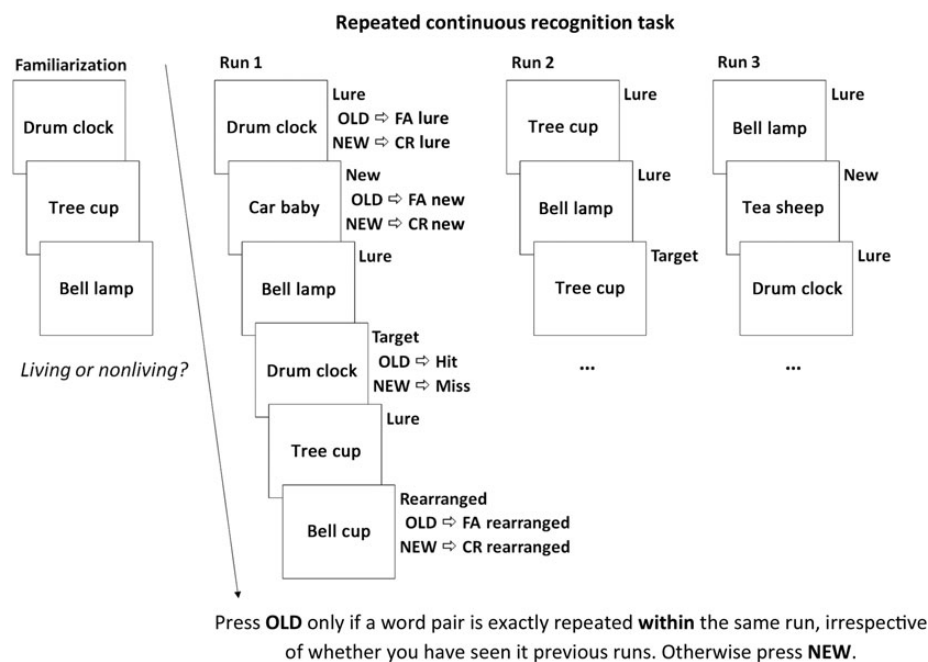 Repeated continuous recognition task
Familiarization
Drum clock
Tree cup
Bell lamp
Living or nonliving?
Run 1
Lure
Drum clock
OLD ⇨ FA lure
NEW ⇨ CR lure
New
Car baby
OLD ⇨ FA new
NEW ⇨ CR new
Lure
Bell lamp
Target
Drum clock
OLD ⇨ Hit
NEW ⇨ Miss
Lure
Tree cup
Rearranged
Bell cup
OLD ⇨ FA rearranged
NEW ⇨ CR rearranged
Run 2
Lure
Tree cup
Lure
Bell lamp
Target
Tree cup
...
Run 3
Lure
Bell lamp
New
Tea sheep
Lure
Drum clock
...
Press OLD only if a word pair is exactly repeated within the same run, irrespective
of whether you have seen it previous runs. Otherwise press NEW.